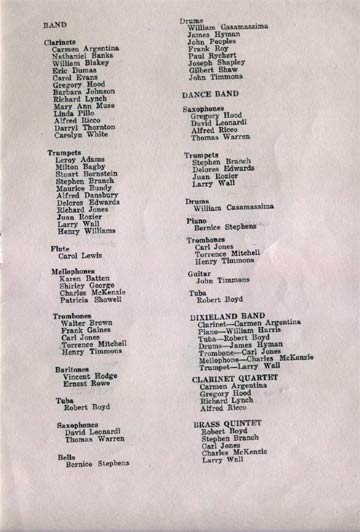 BAND
Clarinets
Carmen Argentina
Nathaniel Banks
William Blakey
Eric Dumas
Carol Evans
Gregory Hood
Barbara Johnson
Richard Lynch
Mary Ann Muse
Linda Pillo
Alfred Ricco
Darryl Thornton
Carolyn White
Trumpets
Leroy Adams
Milton Bagby
Stuart Bornstein
Stephen Branch
Maurice Bundy
Alfred Dansbury
Delores Edwards
Richard Jones
Juan Rozier
Larry Wall
Henry Williams
Flute
Carol Lewis
Mellophones
Karen Batten
Shirley George
Charles McKenzie
Patricia Showell
Trombones
Walter Brown
Frank Gaines
Carl Jones
Torrence Mitchell
Henry Timmons
Baritones
Vincent Hodge
Ernest Rowe
Tuba
Robert Boyd
Saxophones
David Leonardi
Thomas Warren
Bells
Bernice Stephens
Drums
William Casamassima
James Hyman
John Peoples
Frank Roy
Paul Rychert
Joseph Shapley
Gilbert Shaw
John Timmons
DANCE BAND
Saxophones
Gregory Hood
David Leonardi
Alfred Ricco
Thomas Warren
Trumpets
Stephen Branch
Delores Edwards
Juan Rozier
Larry Wall
Drums
William Casamassima
Piano
Bernice Stephens
Trombones
Carl Jones
Torrence Mitchell
Henry Timmons
Guitar
John Timmons
Tuba
Robert Boyd
DIXIELAND BAND
Clarinet—Carmen Argentina
Piano—William Harris
Tuba—Robert Boyd
Drums—James Hyman
Trombone—Carl Jones
Mellophone—Charles McKenzie
Trumpet—Larry Wall
CLARINET QUARTET
Carmen Argentina
Gregory Hood
Richard Lynch
Alfred Ricco
BRASS QUINTET
Robert Boyd
Stephen Branch
Carl Jones
Charles McKenzie
Larry Wall